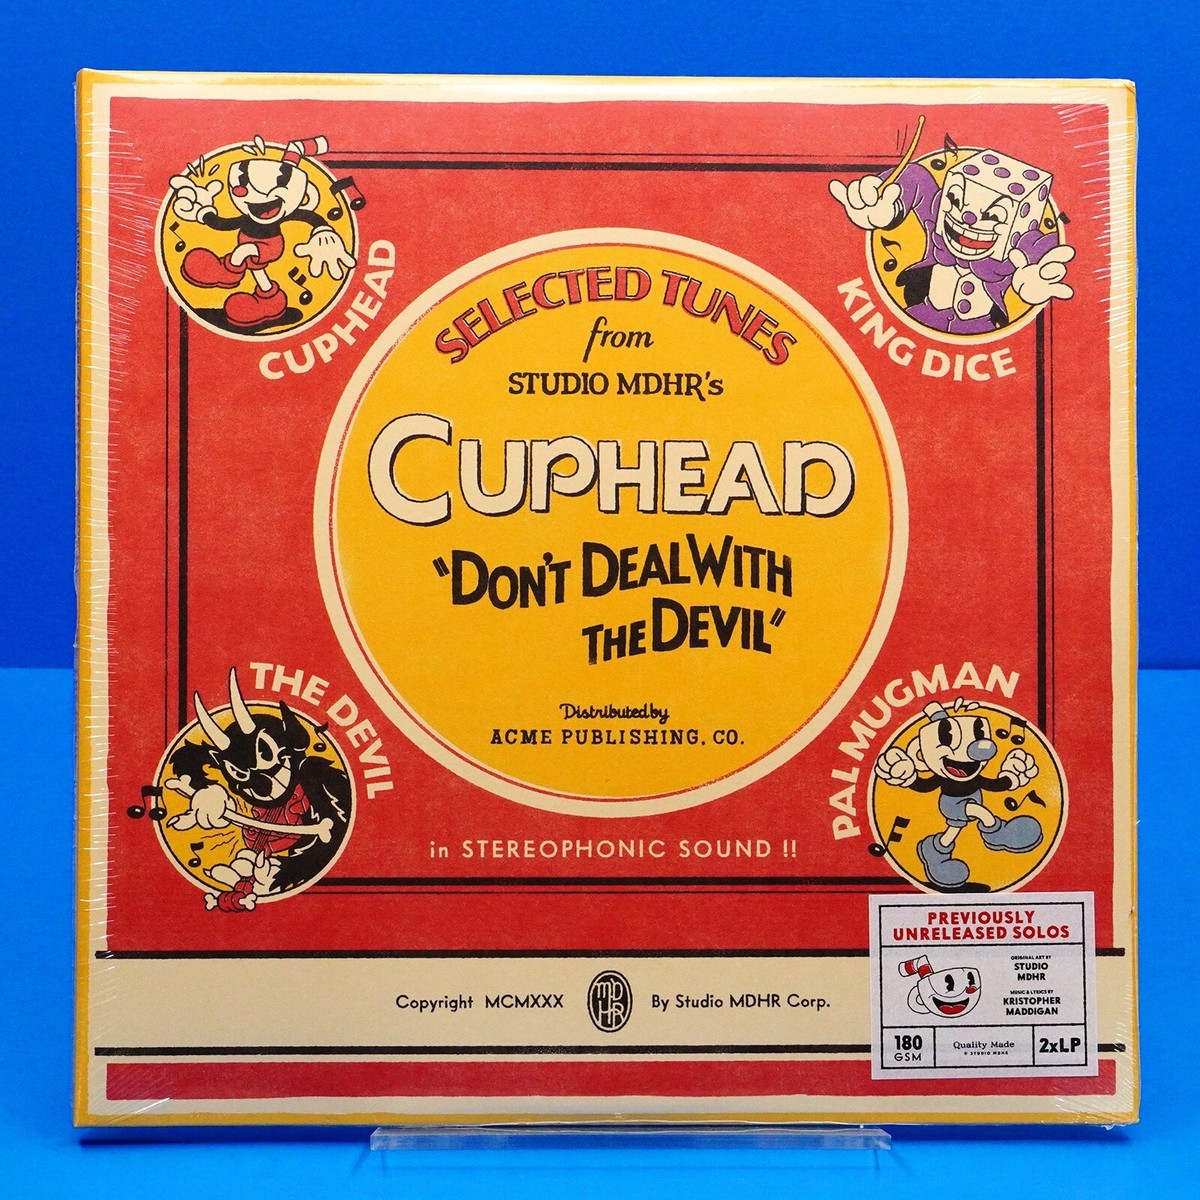 CUPHEAD
KING DICE
SELECTED TUNES
from
STUDIO MDHR's
CUPHEAD
"DON'T DEAL WITH
THE DEVIL"
Distributed by
ACME PUBLISHING, CO.
THE DEVIL
PAL MUGMAN
in STEREOPHONIC SOUND !!
Copyright MCMXXX
MDHR
By Studio MDHR Corp.
PREVIOUSLY
UNRELEASED SOLOS
ORIGINAL ART BY
STUDIO
MDHR
MUSIC & LYRICS BY
KRISTOPHER
MADDIGAN
180
GSM
Quality Made
© STUDIO MDHR
2xLP